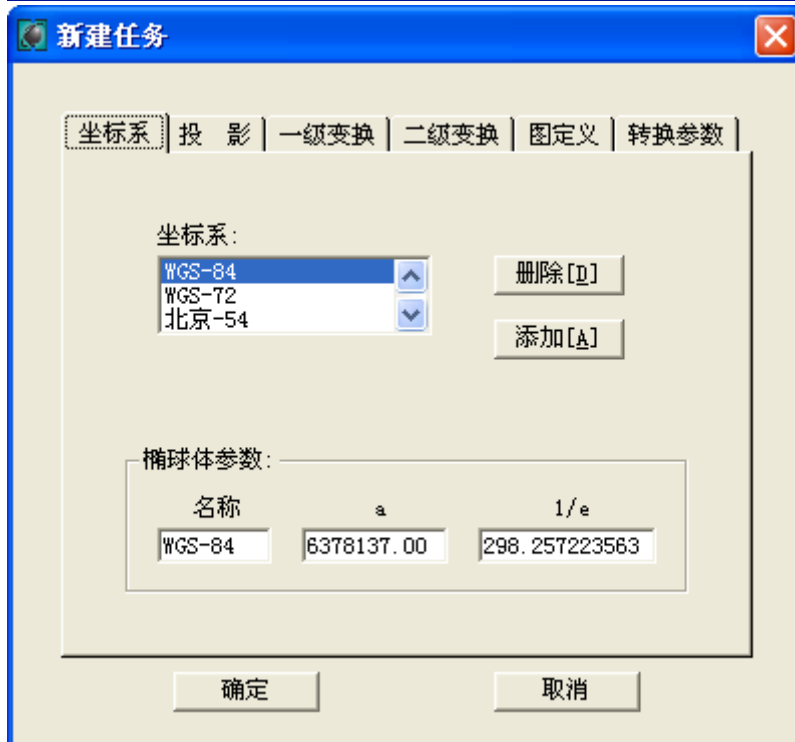 新建任务
坐标系 投 影 一级变换 二级变换 图定义 转换参数
坐标系:
WGS-84
WGS-72
北京-54
删除[D]
添加[A]
椭球体参数:
名称 a 1/e
WGS-84 6378137.00 298.257223563
确定 取消